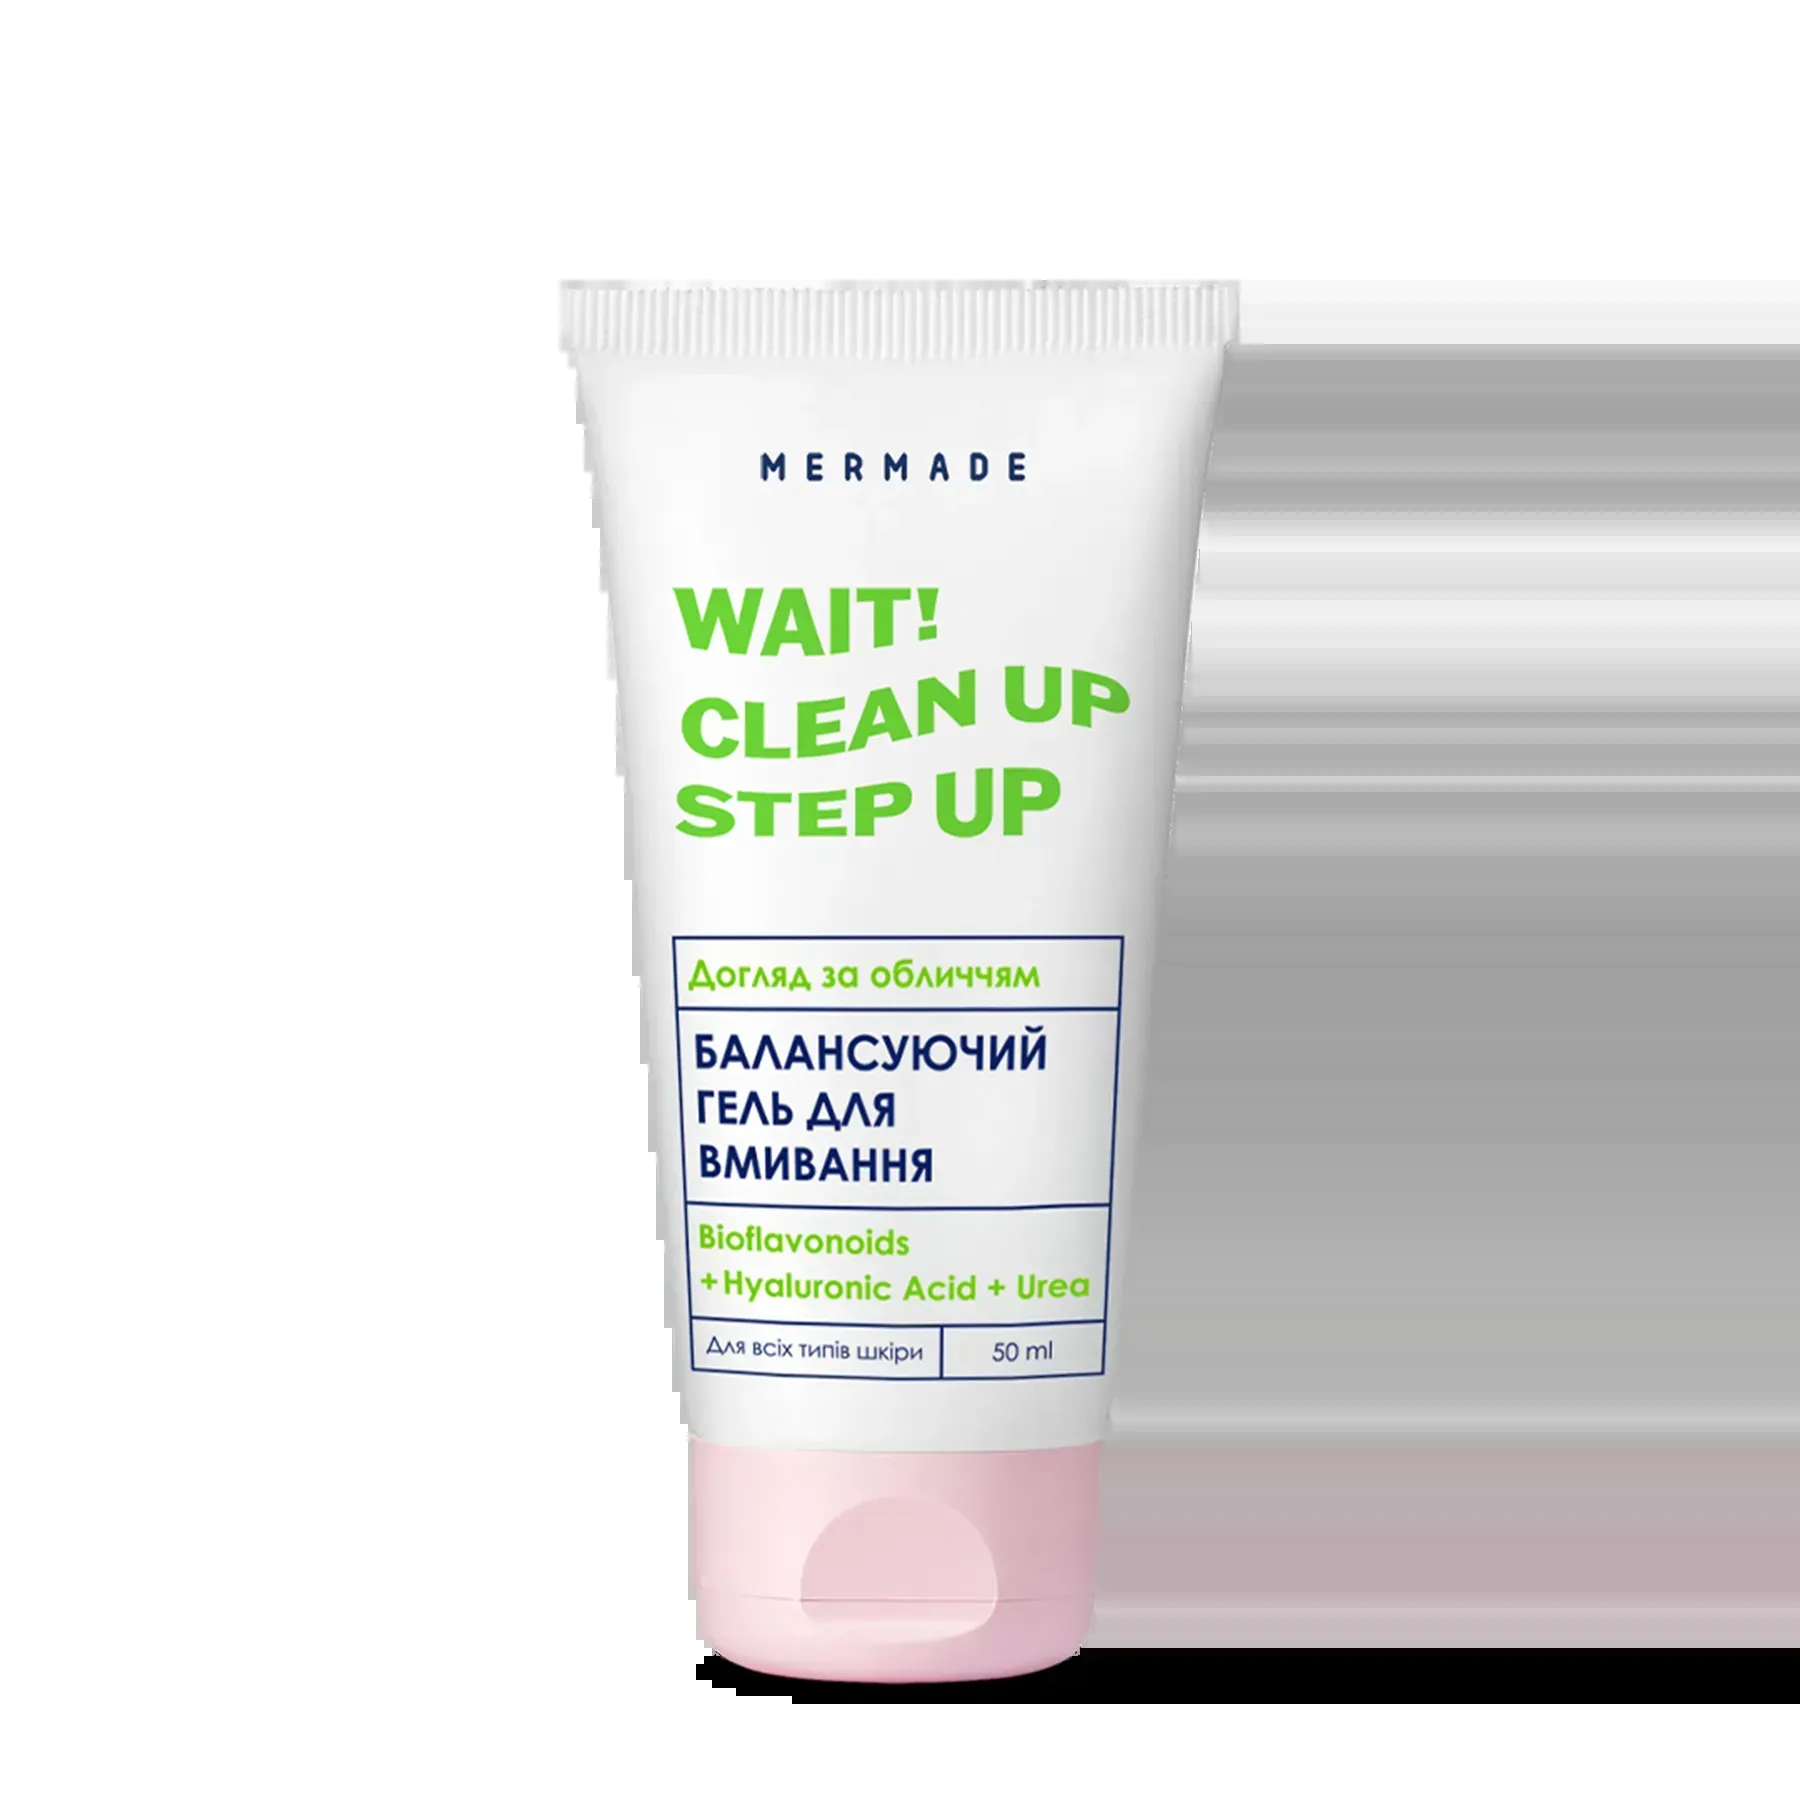 MERMADE
WAIT!
CLEAN UP
STEP UP
Догляд за обличчям
БАЛАНСУЮЧИЙ
ГЕЛЬ ДЛЯ
ВМИВАННЯ
Bioflavonoids
+ Hyaluronic Acid + Urea
Для всіх типів шкіри
50 ml